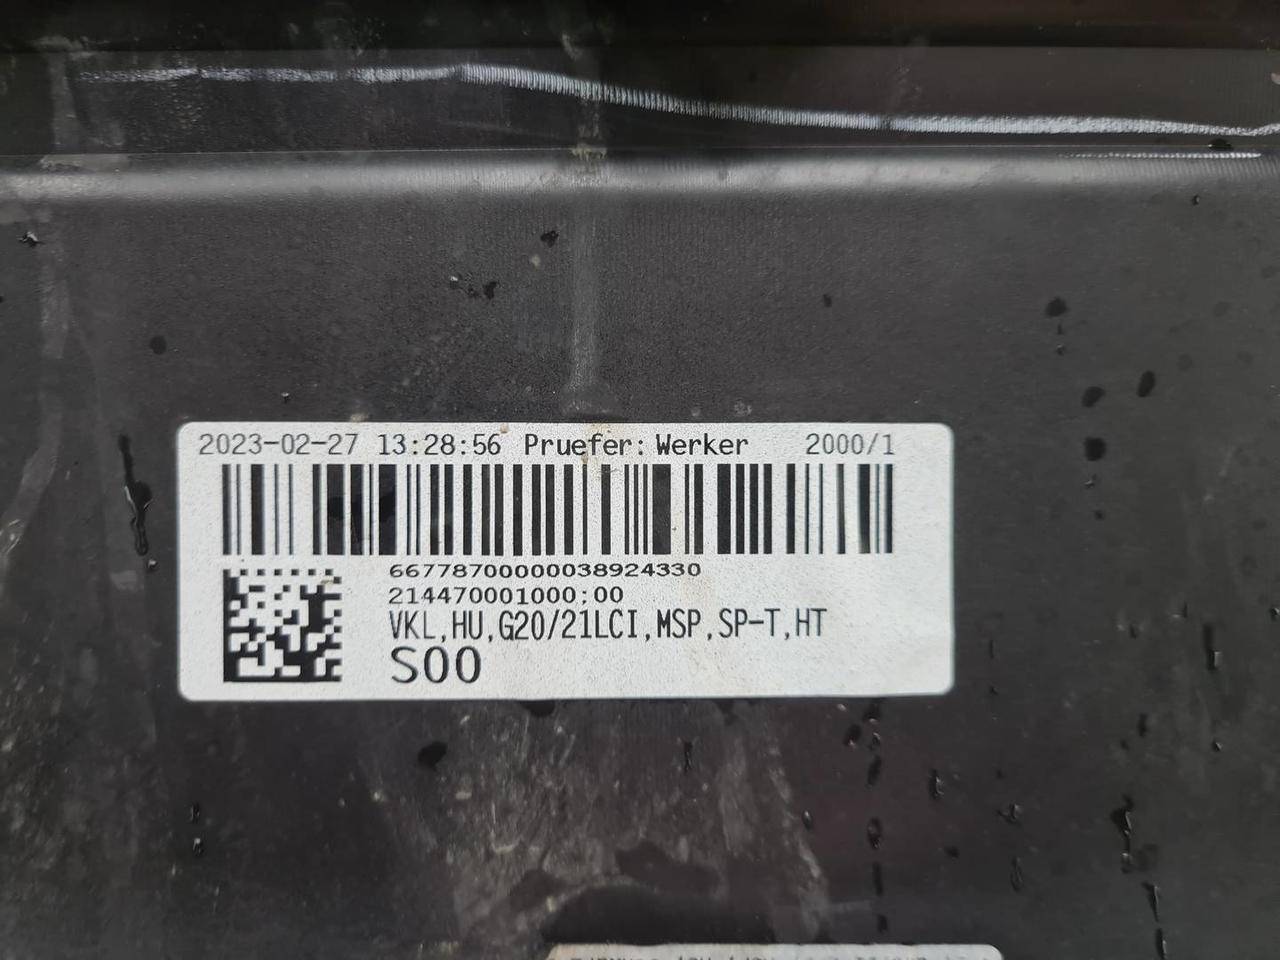 2023-02-27 13:28:56 Pruefer: Werker 2000/1
66778700000038924330
214470001000;00
VKL,HU,G20/21LCI,MSP,SP-T,HT
S00